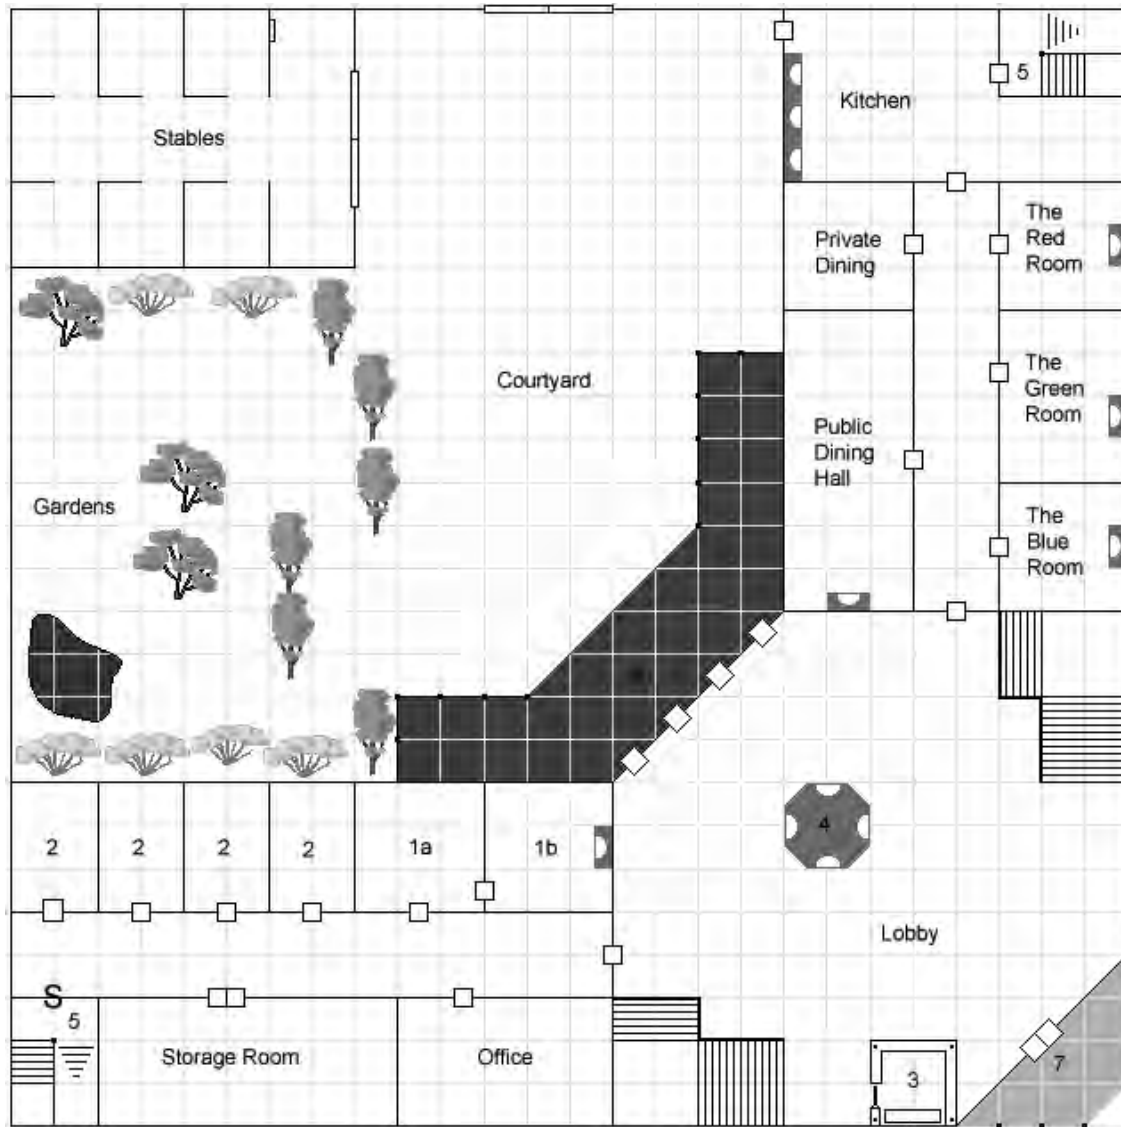 5
Kitchen
Stables
The
Red
Room
Private
Dining
Courtyard
The
Green
Room
Public
Dining
Hall
Gardens
The
Blue
Room
4
2
2
2
2
1a
1b
Lobby
S
5
Storage Room
Office
3
7